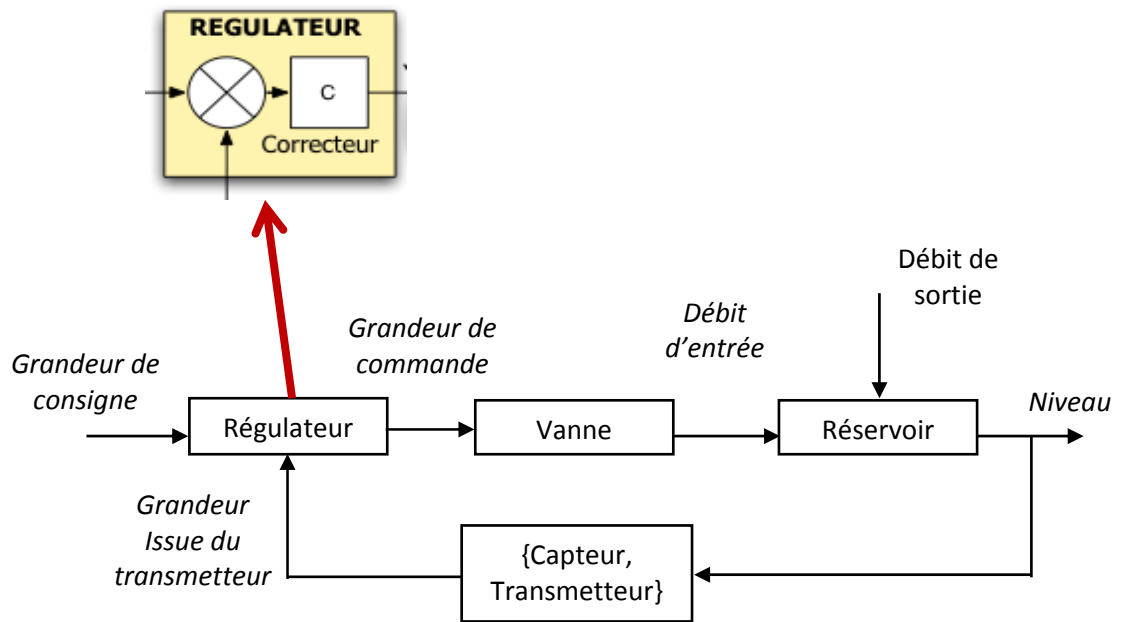 REGULATEUR
C
Correcteur
Débit de
sortie
Grandeur de
commande
Débit
d’entrée
Grandeur de
consigne
Régulateur
Vanne
Réservoir
Niveau
Grandeur
Issue du
transmetteur
{Capteur,
Transmetteur}